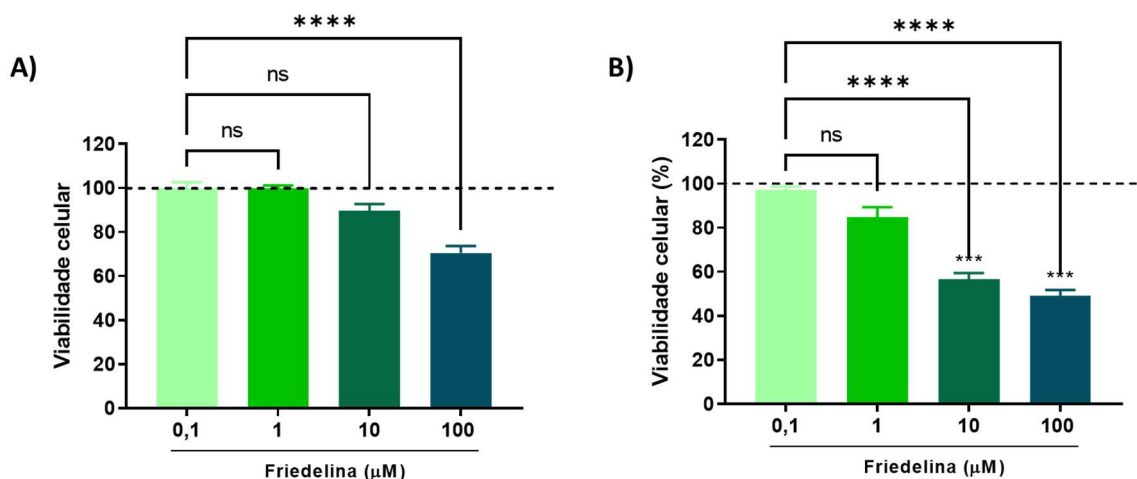 A)
****
ns
ns
Viabilidade celular
120
100
80
60
40
20
0
0,1 1 10 100
Friedelina (μM)
B)
****
****
ns
Viabilidade celular (%)
120
100
80
60
40
20
0
*** ***
0,1 1 10 100
Friedelina (μM)